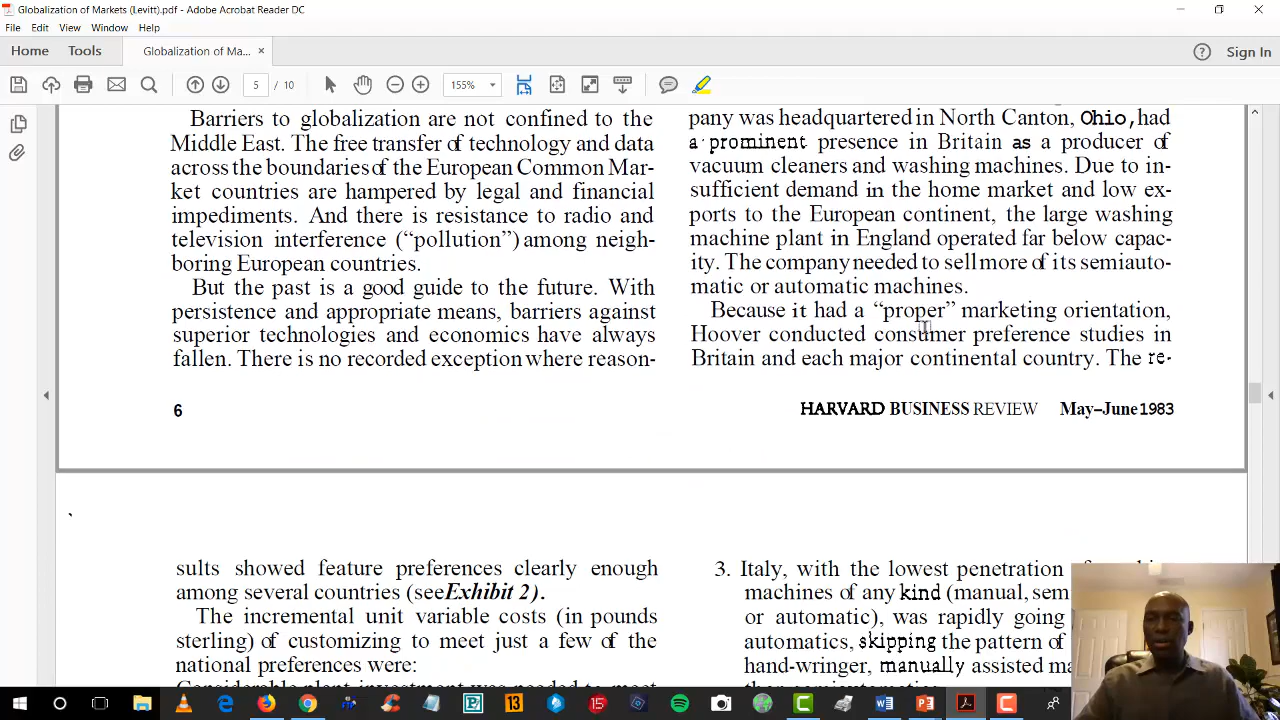 Globalization of Markets (Levitt).pdf - Adobe Acrobat Reader DC
File Edit View Window Help
Home Tools Globalization of Ma... × Sign In
5 / 10 155%
Barriers to globalization are not confined to the
Middle East. The free transfer of technology and data
across the boundaries of the European Common Mar-
ket countries are hampered by legal and financial
impediments. And there is resistance to radio and
television interference (“pollution”) among neigh-
boring European countries.
But the past is a good guide to the future. With
persistence and appropriate means, barriers against
superior technologies and economics have always
fallen. There is no recorded exception where reason-
pany was headquartered in North Canton, Ohio, had
a prominent presence in Britain as a producer of
vacuum cleaners and washing machines. Due to in-
sufficient demand in the home market and low ex-
ports to the European continent, the large washing
machine plant in England operated far below capac-
ity. The company needed to sell more of its semiauto-
matic or automatic machines.
Because it had a “proper” marketing orientation,
Hoover conducted consumer preference studies in
Britain and each major continental country. The re-
6
HARVARD BUSINESS REVIEW May–June 1983
sults showed feature preferences clearly enough
among several countries (see Exhibit 2).
The incremental unit variable costs (in pounds
sterling) of customizing to meet just a few of the
national preferences were:
3. Italy, with the lowest penetration
machines of any kind (manual, sem
or automatic), was rapidly going
automatics, skipping the pattern of
hand-wringer, manually assisted ma